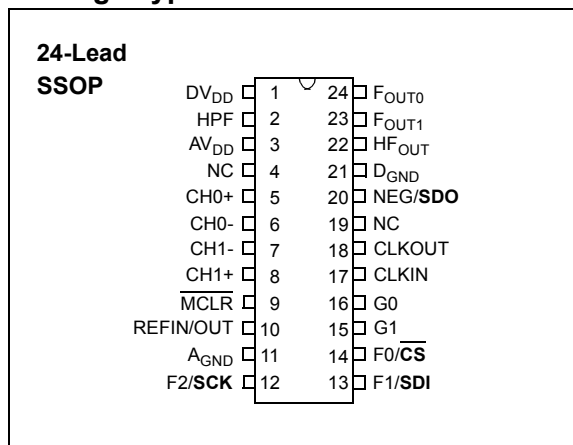 24-Lead
SSOP
DVDD 1 24 FOUT0
HPF 2 23 FOUT1
AVDD 3 22 HFOUT
NC 4 21 DGND
CH0+ 5 20 NEG/SDO
CH0- 6 19 NC
CH1- 7 18 CLKOUT
CH1+ 8 17 CLKIN
MCLR 9 16 G0
REFIN/OUT 10 15 G1
AGND 11 14 F0/CS
F2/SCK 12 13 F1/SDI